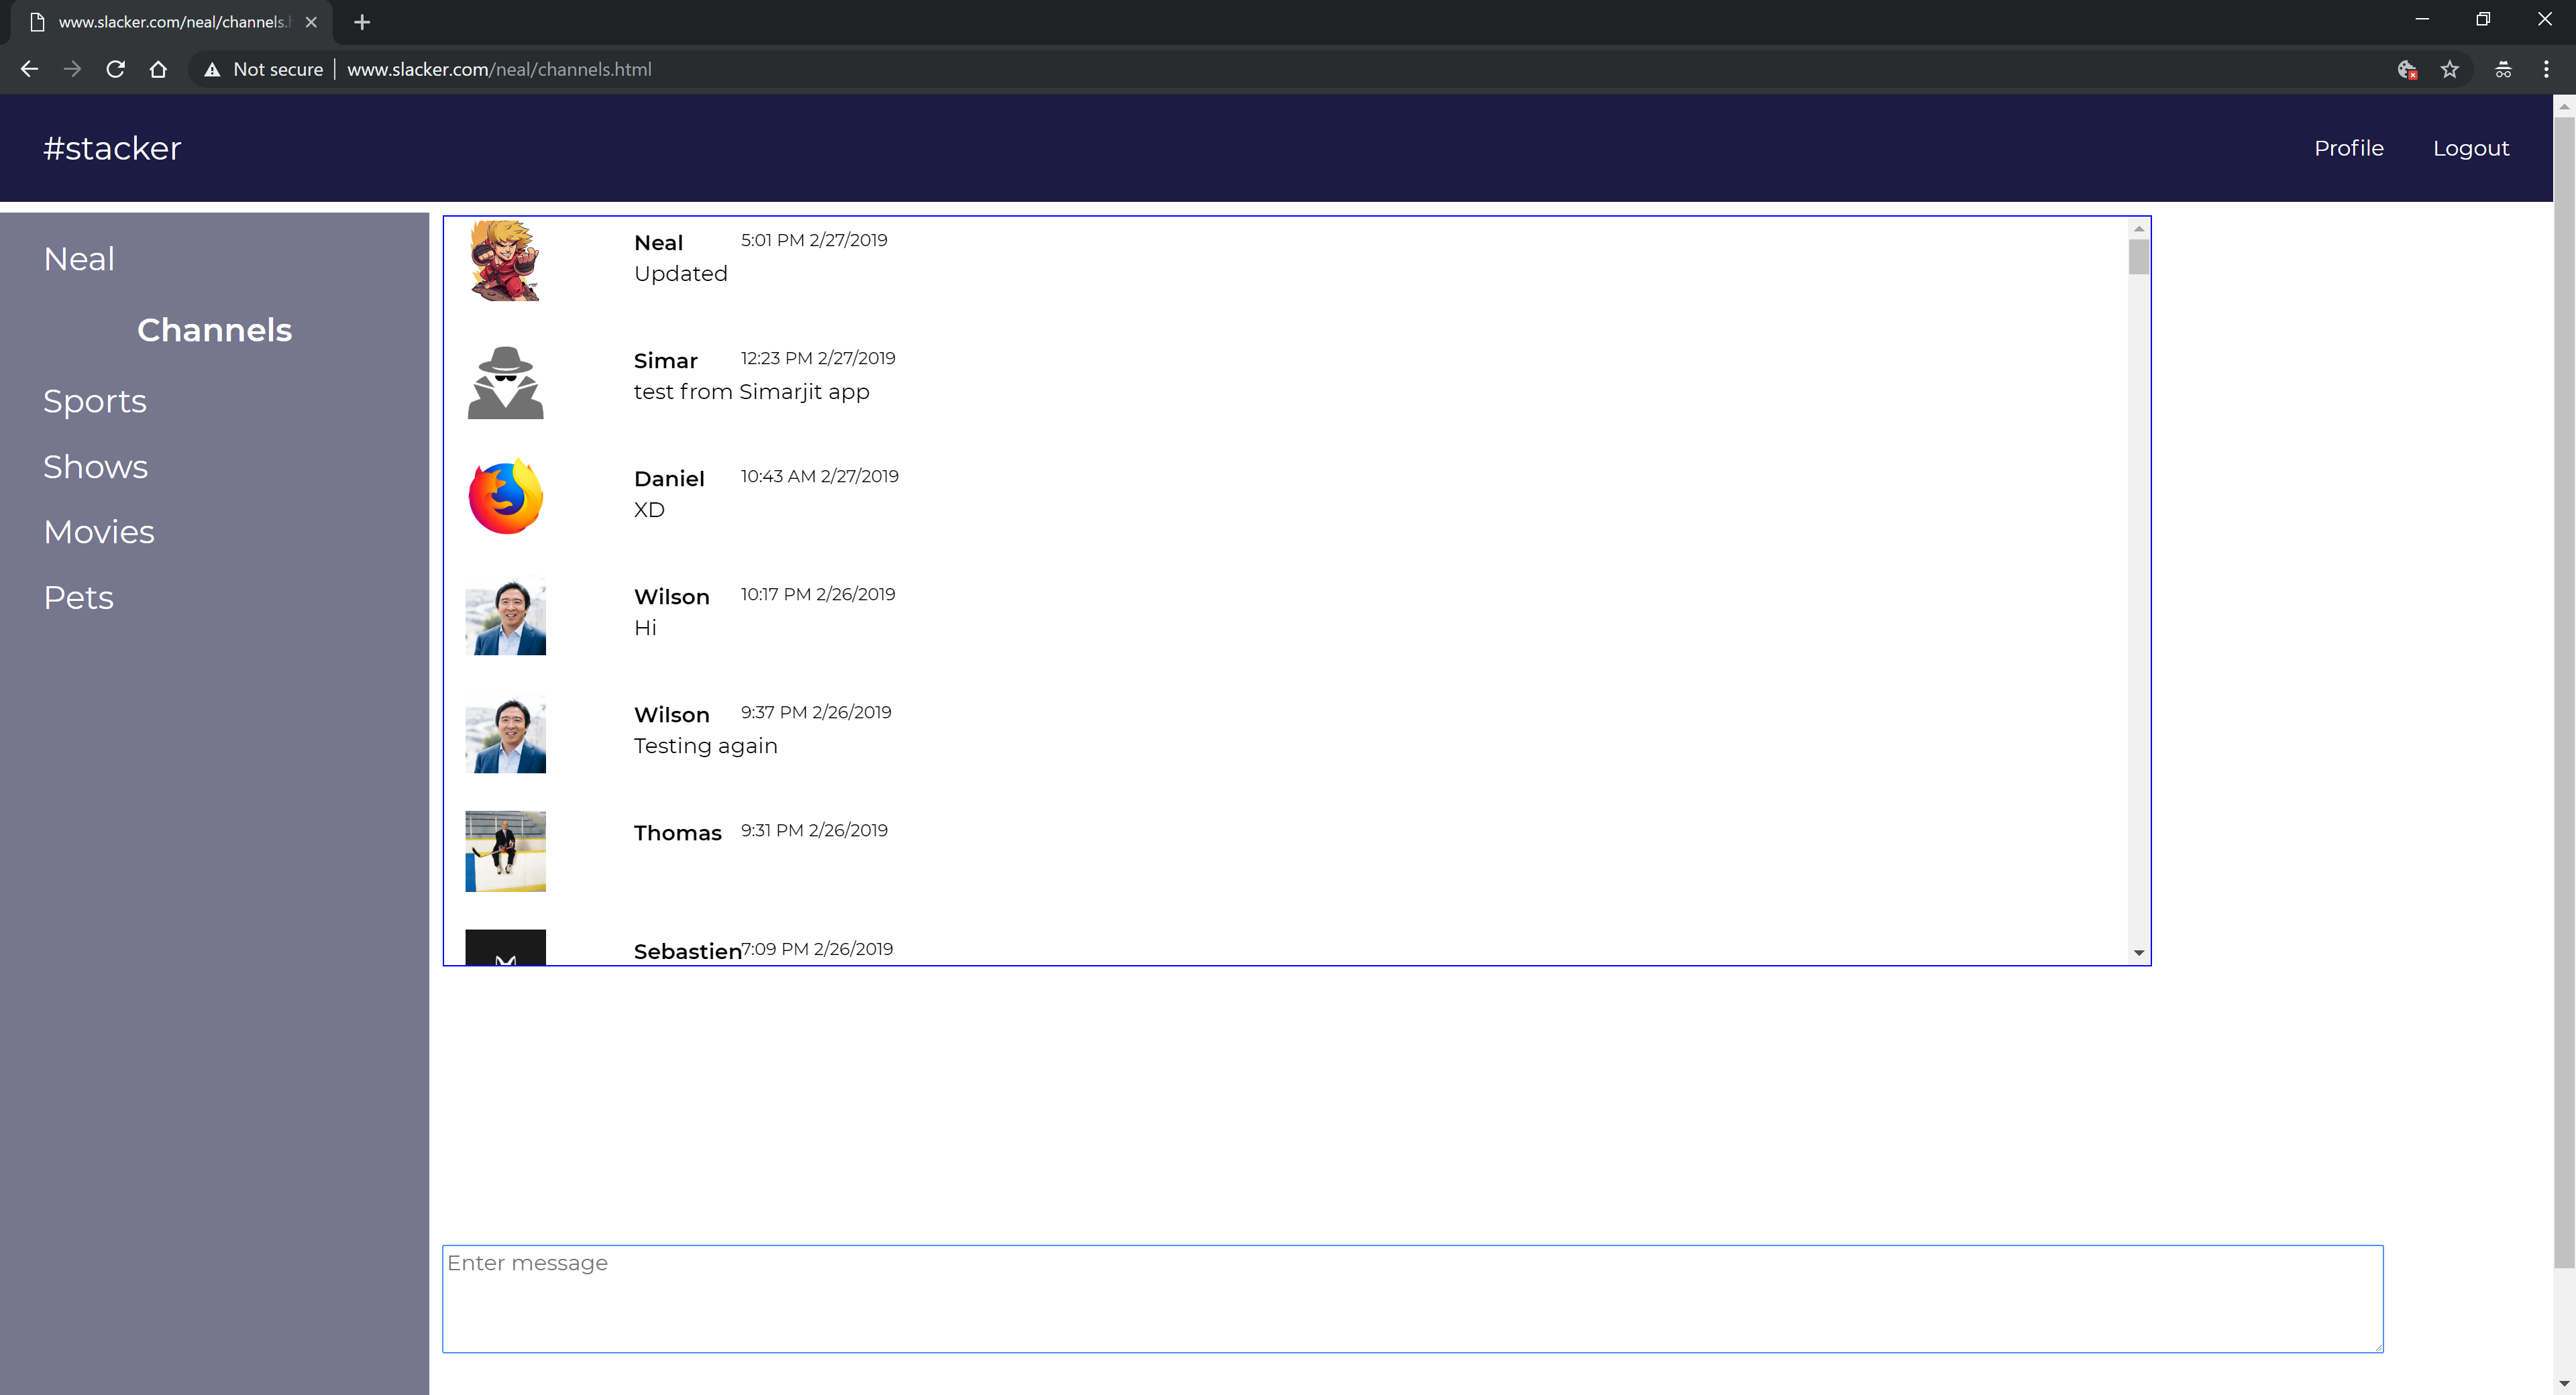 www.slacker.com/neal/channels.
Not secure www.slacker.com/neal/channels.html
#stacker
Profile Logout
Neal
Channels
Sports
Shows
Movies
Pets
Neal 5:01 PM 2/27/2019
Updated
Simar 12:23 PM 2/27/2019
test from Simarjit app
Daniel 10:43 AM 2/27/2019
XD
Wilson 10:17 PM 2/26/2019
Hi
Wilson 9:37 PM 2/26/2019
Testing again
Thomas 9:31 PM 2/26/2019
Sebastien 7:09 PM 2/26/2019
Enter message